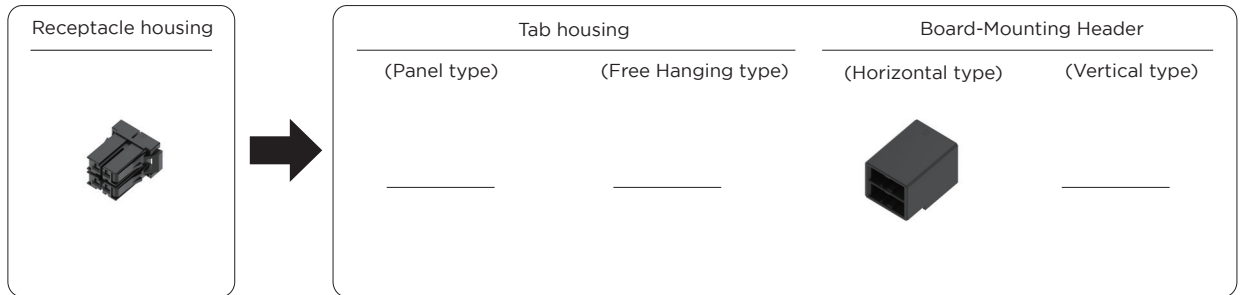 Receptacle housing
Tab housing
Board-Mounting Header
(Panel type)
(Free Hanging type)
(Horizontal type)
(Vertical type)